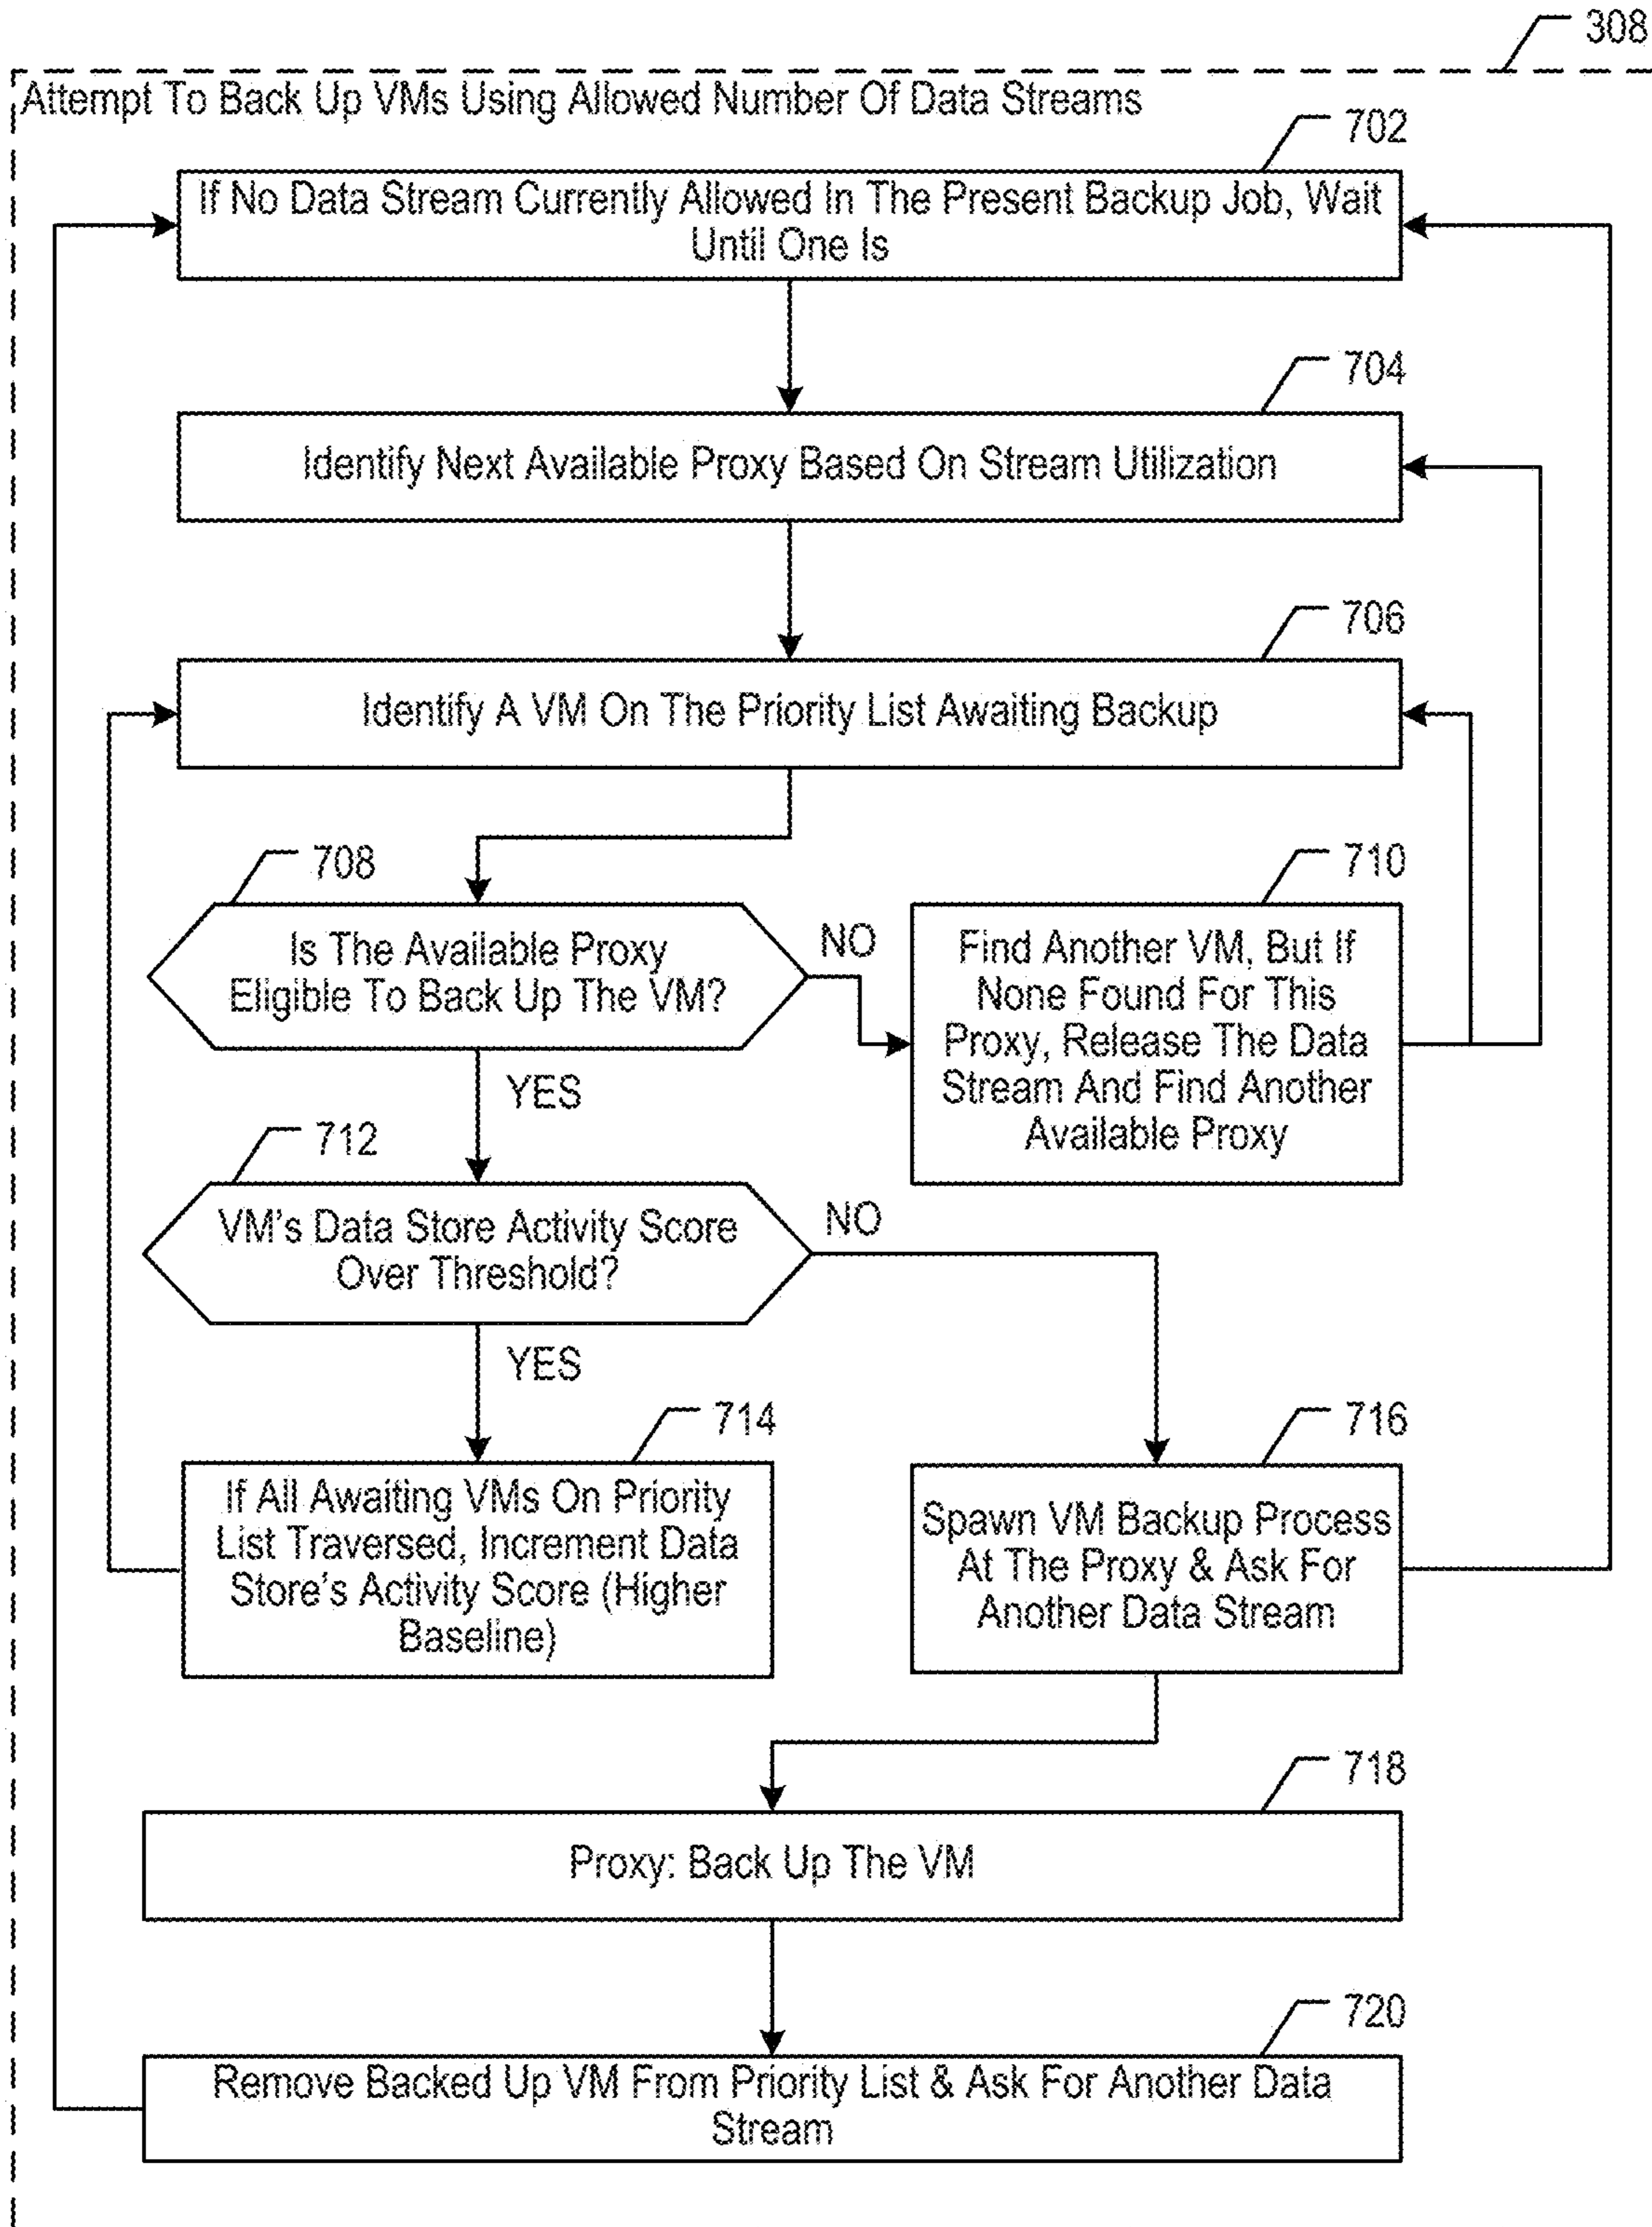 308
Attempt To Back Up VMs Using Allowed Number Of Data Streams
702
If No Data Stream Currently Allowed In The Present Backup Job, Wait
Until One Is
704
Identify Next Available Proxy Based On Stream Utilization
706
Identify A VM On The Priority List Awaiting Backup
708
Is The Available Proxy
Eligible To Back Up The VM?
NO
YES
710
Find Another VM, But If
None Found For This
Proxy, Release The Data
Stream And Find Another
Available Proxy
712
VM's Data Store Activity Score
Over Threshold?
NO
YES
714
If All Awaiting VMs On Priority
List Traversed, Increment Data
Store's Activity Score (Higher
Baseline)
716
Spawn VM Backup Process
At The Proxy & Ask For
Another Data Stream
718
Proxy: Back Up The VM
720
Remove Backed Up VM From Priority List & Ask For Another Data
Stream